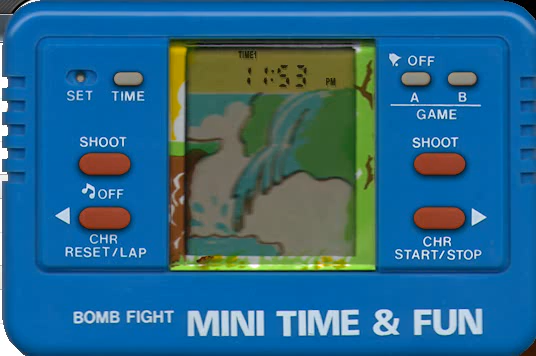 TIME1
11:53 PM
SET TIME
OFF
A B
GAME
SHOOT
SHOOT
OFF
CHR
RESET/LAP
CHR
START/STOP
BOMB FIGHT MINI TIME & FUN